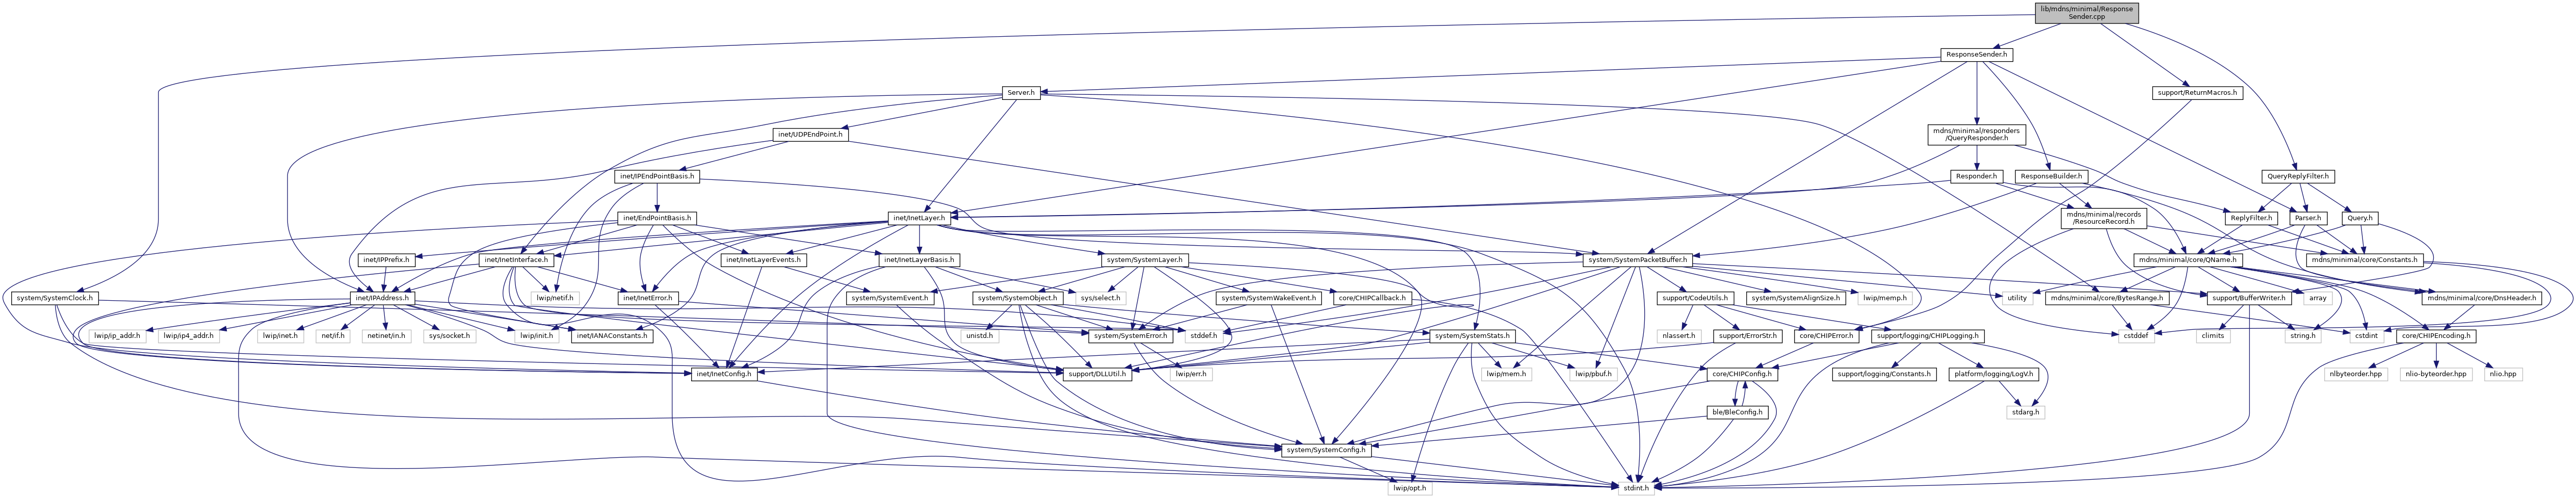 lib/mdns/minimal/Response
Sender.cpp
ResponseSender.h
Server.h
support/ReturnMacros.h
inet/UDPEndPoint.h
mdns/minimal/responders
/QueryResponder.h
inet/IPEndPointBasis.h
Responder.h
ResponseBuilder.h
QueryReplyFilter.h
inet/EndPointBasis.h
inet/InetLayer.h
mdns/minimal/records
/ResourceRecord.h
ReplyFilter.h
Parser.h
Query.h
inet/IPPrefix.h
inet/InetInterface.h
inet/InetLayerEvents.h
inet/InetLayerBasis.h
system/SystemLayer.h
system/SystemPacketBuffer.h
mdns/minimal/core/QName.h
mdns/minimal/core/Constants.h
system/SystemClock.h
inet/IPAddress.h
lwip/netif.h
inet/InetError.h
system/SystemEvent.h
system/SystemObject.h
sys/select.h
system/SystemWakeEvent.h
core/CHIPCallback.h
support/CodeUtils.h
system/SystemAlignSize.h
lwip/memp.h
utility
mdns/minimal/core/BytesRange.h
support/BufferWriter.h
array
mdns/minimal/core/DnsHeader.h
lwip/ip_addr.h
lwip/ip4_addr.h
lwip/inet.h
net/if.h
netinet/in.h
sys/socket.h
lwip/init.h
inet/IANAConstants.h
unistd.h
system/SystemError.h
stddef.h
system/SystemStats.h
nlassert.h
support/ErrorStr.h
core/CHIPError.h
support/logging/CHIPLogging.h
cstddef
climits
string.h
cstdint
core/CHIPEncoding.h
inet/InetConfig.h
support/DLLUtil.h
lwip/err.h
lwip/mem.h
lwip/pbuf.h
core/CHIPConfig.h
support/logging/Constants.h
platform/logging/LogV.h
nlbyteorder.hpp
nlio-byteorder.hpp
nlio.hpp
ble/BleConfig.h
stdarg.h
system/SystemConfig.h
lwip/opt.h
stdint.h